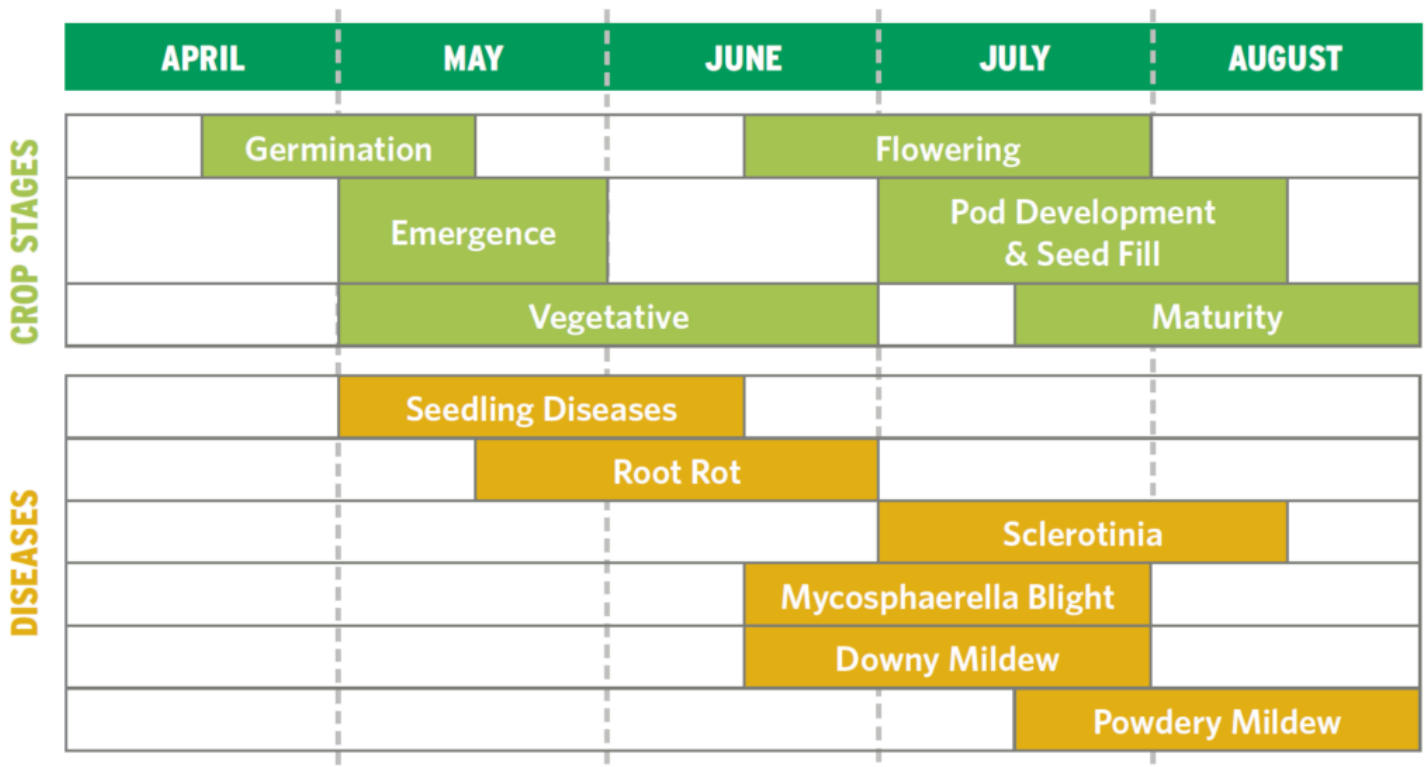 APRIL MAY JUNE JULY AUGUST
CROP STAGES
Germination Flowering
Emergence
Pod Development
& Seed Fill
Vegetative Maturity
DISEASES
Seedling Diseases
Root Rot
Sclerotinia
Mycosphaerella Blight
Downy Mildew
Powdery Mildew